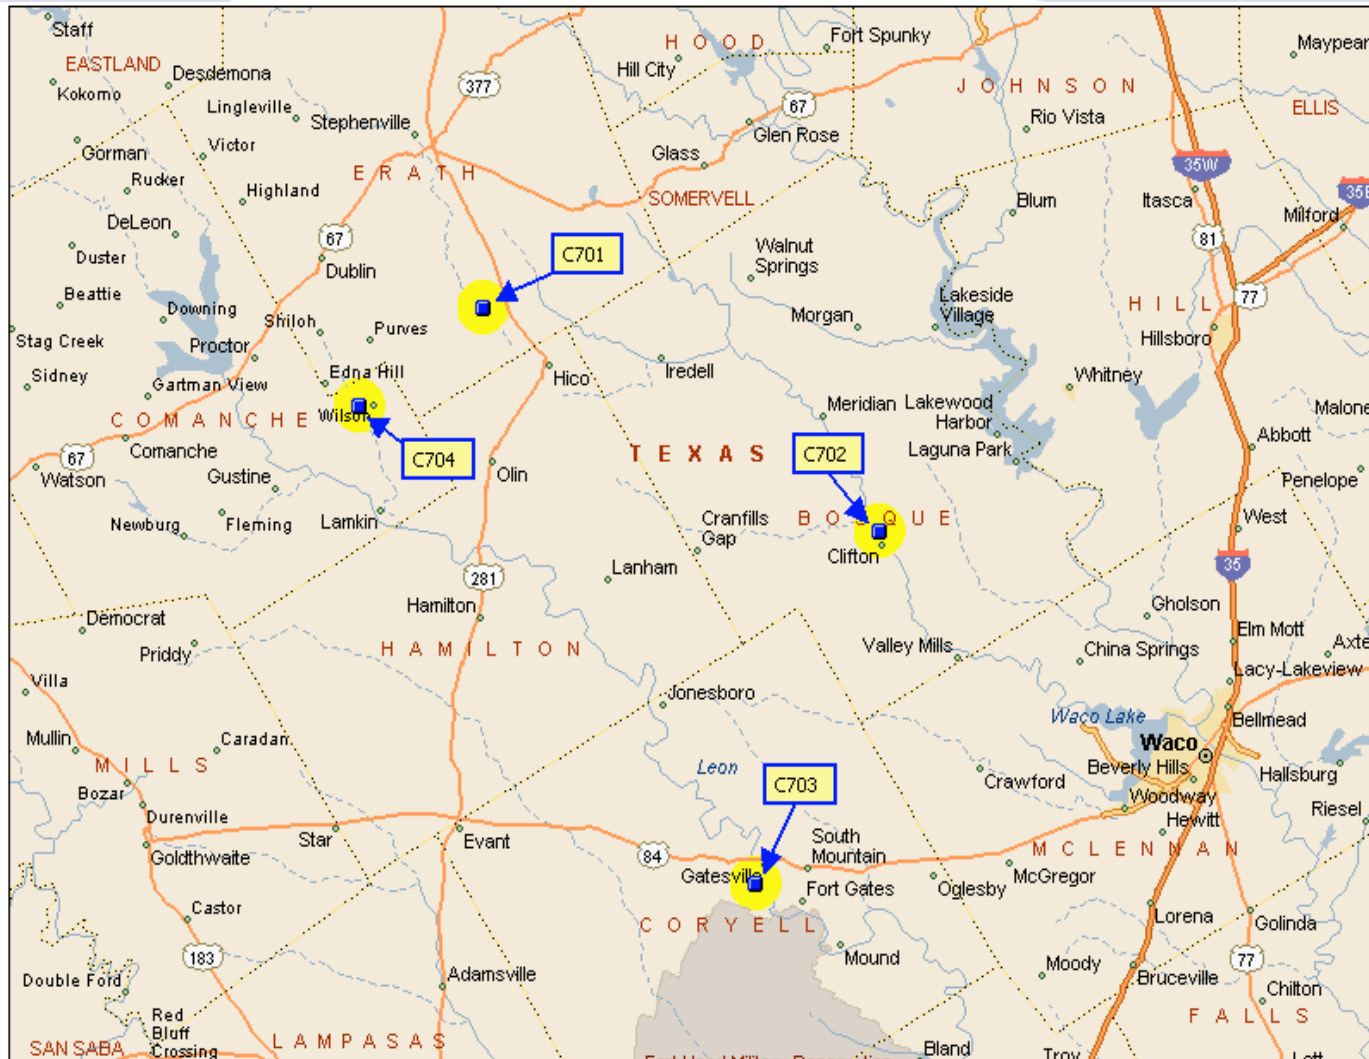 Staff
Fort Spunky
HOOD
Maypearl
EASTLAND
Hill City
Desdemona
377
JOHNSON
Kokomo
Lingleville
67
ELLIS
Stephenville
Rio Vista
Glen Rose
Victor
Gorman
Glass
35W
ERATH
Rucker
Highland
SOMERVELL
Blum
Itasca
35E
Milford
DeLeon
67
81
Duster
Walnut
Springs
C701
Dublin
Beattie
Lakeside
Village
77
HILL
Downing
Shiloh
Purves
Morgan
Hillsboro
Stag Creek
Proctor
Sidney
Edna Hill
Hico
Iredell
Whitney
Gartman View
Lakewood
Harbor
Malone
COMANCHE
Wilson
Meridian
Abbott
Comanche
TEXAS
C702
Laguna Park
67
C704
Olin
Watson
Gustine
Penelope
Newburg
Fleming
Lamkin
Cranfills
Gap
BOSQUE
West
Clifton
35
Lanham
281
Hamilton
Gholson
Democrat
Elm Mott
Priddy
HAMILTON
Valley Mills
China Springs
Axte
Lacy-Lakeview
Villa
Jonesboro
Waco Lake
Bellmead
Mullin
Caradan
Waco
MILLS
Leon
Beverly Hills
Hallsburg
Bozar
C703
Crawford
Woodway
Riesel
Durenville
Star
Evant
South
Mountain
Hewitt
Goldthwaite
84
MCLENNAN
Gatesville
McGregor
Fort Gates
Oglesby
Castor
CORYELL
Lorena
Golinda
183
Mound
77
Adamsville
Moody
Bruceville
Double Ford
Chilton
Red
Bluff
Crossing
FALLS
SAN SABA
LAMPASAS
Bland
Troy